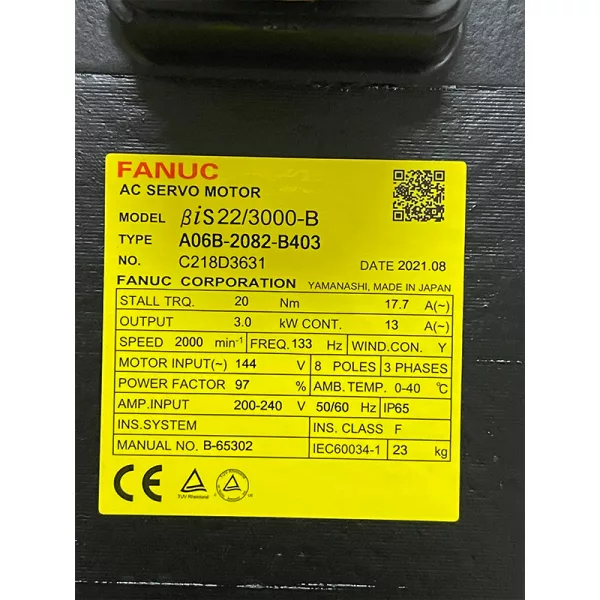 FANUC
AC SERVO MOTOR
MODEL βiS 22/3000-B
TYPE A06B-2082-B403
NO. C218D3631 DATE 2021.08
FANUC CORPORATION YAMANASHI, MADE IN JAPAN
STALL TRQ. 20 Nm 17.7 A(~)
OUTPUT 3.0 kW CONT. 13 A(~)
SPEED 2000 min-1 FREQ. 133 Hz WIND.CON. Y
MOTOR INPUT(~) 144 V 8 POLES 3 PHASES
POWER FACTOR 97 % AMB.TEMP. 0-40 °C
AMP.INPUT 200-240 V 50/60 Hz IP65
INS.SYSTEM INS. CLASS F
MANUAL NO. B-65302 IEC60034-1 23 kg
CE
TÜV Rheinland